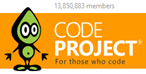 13,850,883 members
CODE
PROJECT®
For those who code